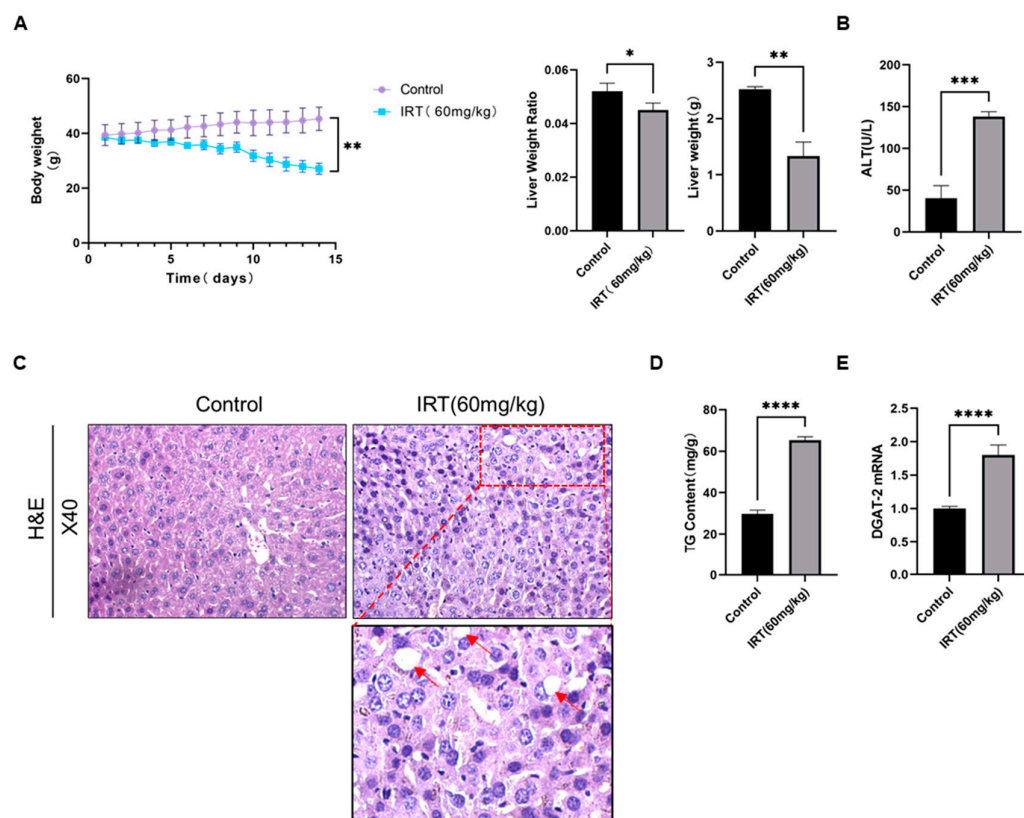 A
Body weighet
(g)
60
40
20
0
0
5
10
15
Time( days)
Control
IRT( 60mg/kg)
**
Liver Weight Ratio
0.06
0.04
0.02
0.00
*
Control
IRT( 60mg/kg)
Liver weight(g)
3
2
1
0
**
Control
IRT(60mg/kg)
B
ALT(U/L)
200
150
100
50
0
***
Control
IRT(60mg/kg)
C
Control
IRT(60mg/kg)
H&E
X40
D
TG Content(mg/g)
80
60
40
20
0
****
Control
IRT(60mg/kg)
E
DGAT-2 mRNA
2.5
2.0
1.5
1.0
0.5
0.0
****
Control
IRT(60mg/kg)